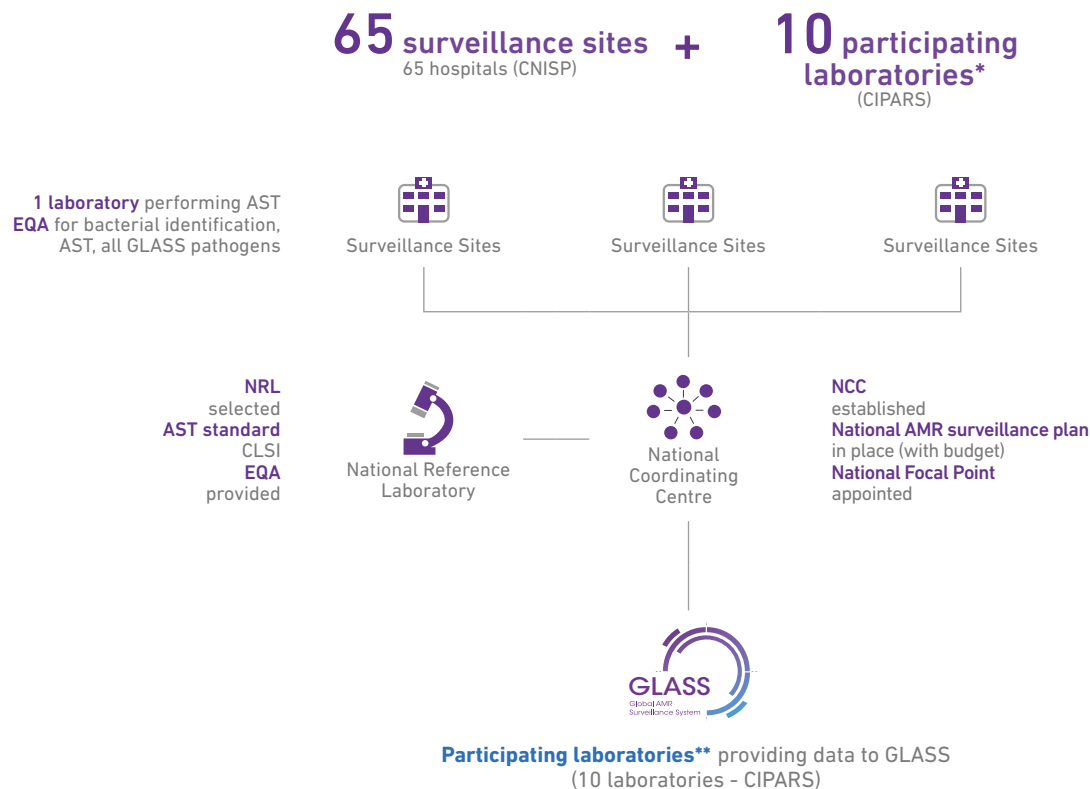 65 surveillance sites
65 hospitals (CNISP)
+
10 participating
laboratories*
(CIPARS)
1 laboratory performing AST
EQA for bacterial identification,
AST, all GLASS pathogens
Surveillance Sites
Surveillance Sites
Surveillance Sites
NRL
selected
AST standard
CLSI
EQA
provided
National Reference
Laboratory
National
Coordinating
Centre
NCC
established
National AMR surveillance plan
in place (with budget)
National Focal Point
appointed
GLASS
Global AMR
Surveillance System
Participating laboratories** providing data to GLASS
(10 laboratories - CIPARS)